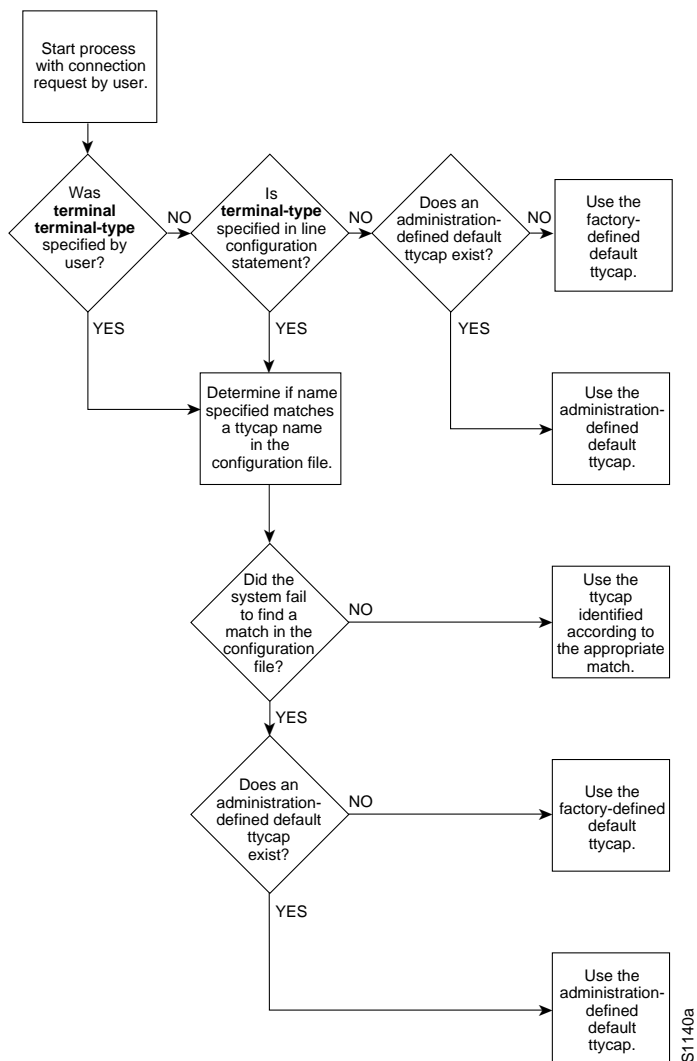 Start process
with connection
request by user.
Was
terminal
terminal-type
specified by
user?
NO
Is
terminal-type
specified in line
configuration
statement?
NO
Does an
administration-
defined default
ttycap exist?
NO
Use the
factory-
defined
default
ttycap.
YES
YES
YES
Determine if name
specified matches
a ttycap name
in the
configuration file.
Use the
administration-
defined
default
ttycap.
Did the
system fail
to find a
match in the
configuration
file?
NO
Use the
ttycap
identified
according to
the appropriate
match.
YES
Does an
administration-
defined default
ttycap
exist?
NO
Use the
factory-defined
default
ttycap.
YES
Use the
administration-
defined
default
ttycap.
S1140a